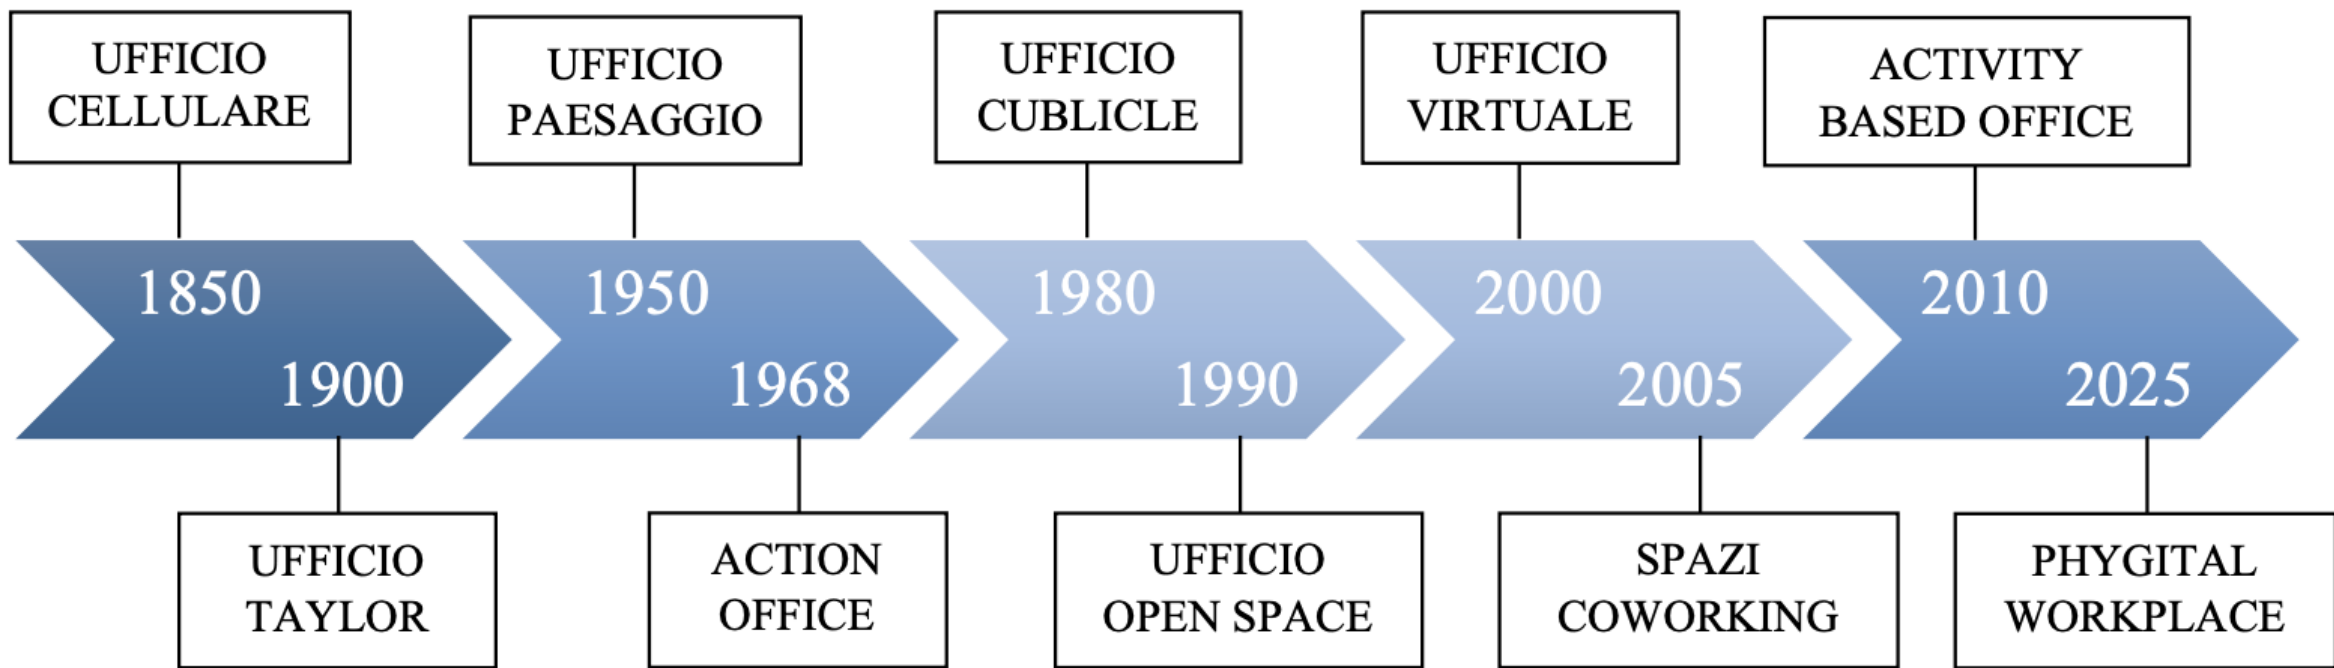 UFFICIO
CELLULARE
UFFICIO
PAESAGGIO
UFFICIO
CUBLICLE
UFFICIO
VIRTUALE
ACTIVITY
BASED OFFICE
1850
1950
1980
2000
2010
1900
1968
1990
2005
2025
UFFICIO
TAYLOR
ACTION
OFFICE
UFFICIO
OPEN SPACE
SPAZI
COWORKING
PHYGITAL
WORKPLACE